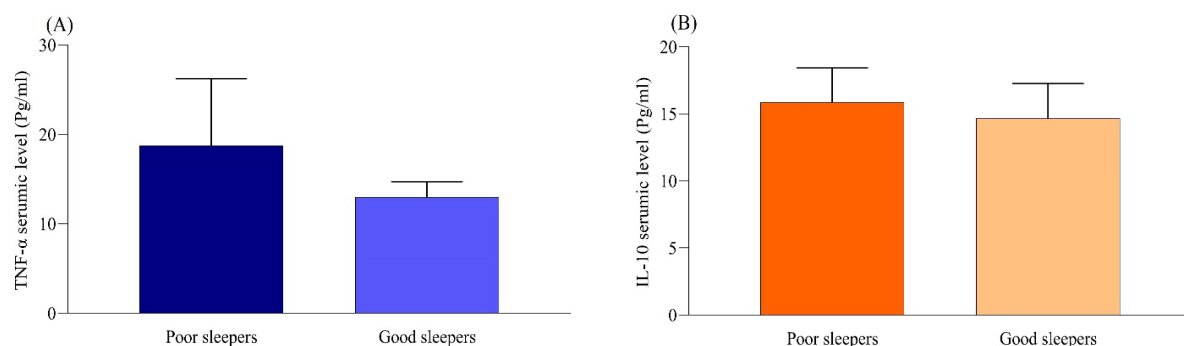 (A)
TNF-α serumic level (Pg/ml)
30
20
10
0
Poor sleepers Good sleepers
(B)
IL-10 serumic level (Pg/ml)
20
15
10
5
0
Poor sleepers Good sleepers